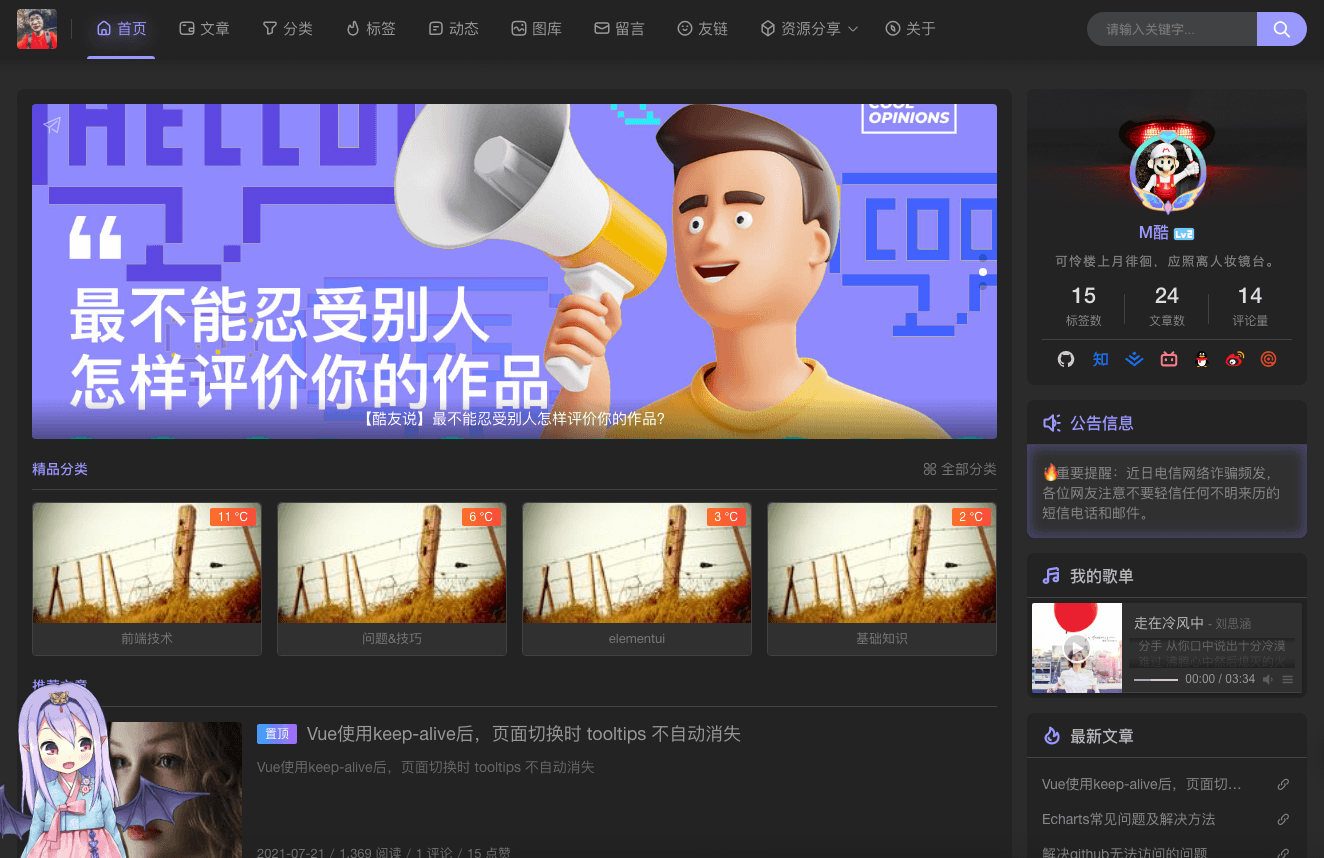 首页
文章
分类
标签
动态
图库
留言
友链
资源分享
关于
请输入关键字...
HELLO
COOL
OPINIONS
最不能忍受别人
怎样评价你的作品
【酷友说】最不能忍受别人怎样评价你的作品?
精品分类
全部分类
11 °C
6 °C
3 °C
2 °C
前端技术
问题&技巧
elementui
基础知识
推荐文章
置顶 Vue使用keep-alive后，页面切换时 tooltips 不自动消失
Vue使用keep-alive后，页面切换时 tooltips 不自动消失
2021-07-21 / 1,369 阅读 / 1 评论 / 15 点赞
M酷 Lv2
可怜楼上月徘徊，应照离人妆镜台。
15
24
14
标签数
文章数
评论量
知
公告信息
🔥重要提醒：近日电信网络诈骗频发，
各位网友注意不要轻信任何不明来历的
短信电话和邮件。
我的歌单
走在冷风中 - 刘思涵
分手 从你口中说出十分冷漠
00:00 / 03:34
最新文章
Vue使用keep-alive后，页面切...
Echarts常见问题及解决方法
解决github无法访问的问题